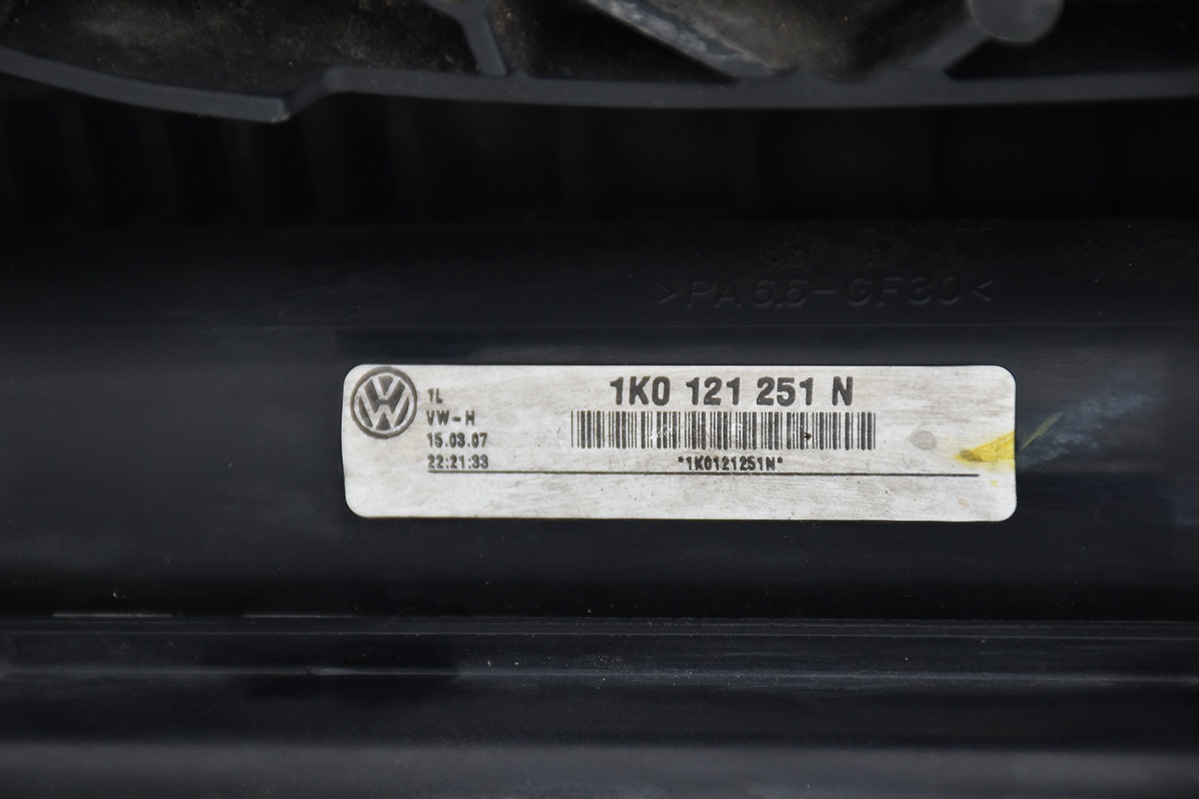 >PA6.6-GF30<
1L
VW-H
15.03.07
22:21:33
1K0 121 251 N
*1K0121251N*